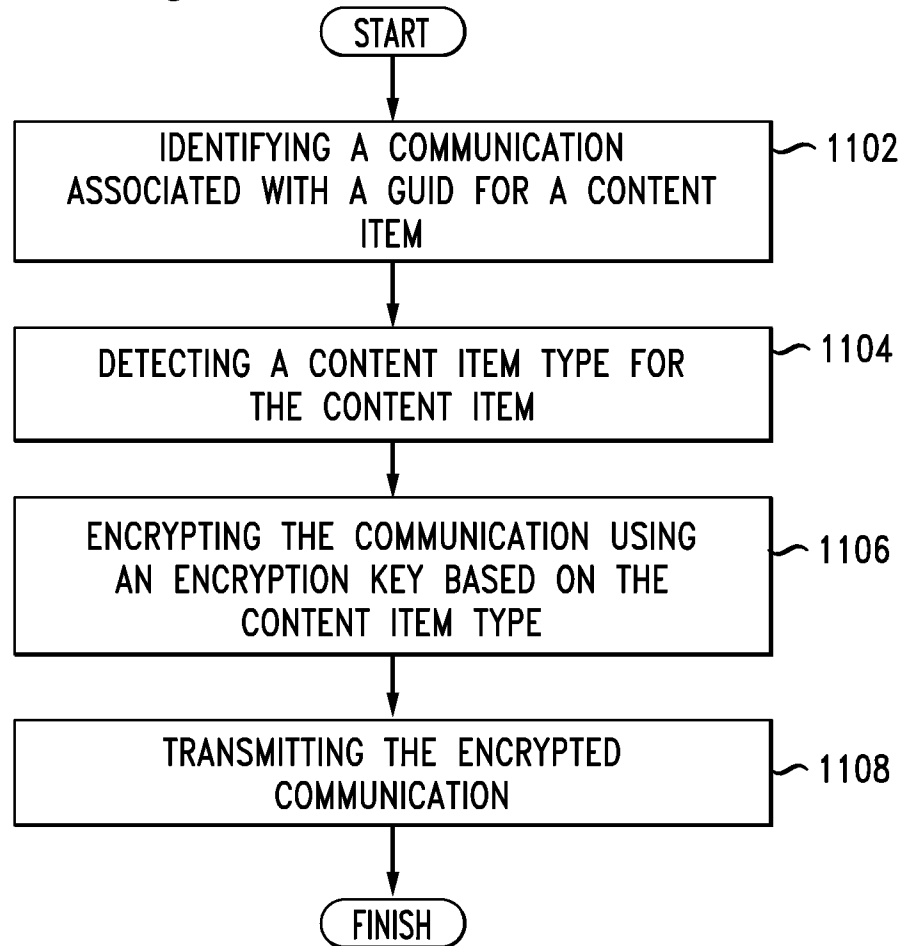 START
IDENTIFYING A COMMUNICATION
ASSOCIATED WITH A GUID FOR A CONTENT
ITEM
1102
DETECTING A CONTENT ITEM TYPE FOR
THE CONTENT ITEM
1104
ENCRYPTING THE COMMUNICATION USING
AN ENCRYPTION KEY BASED ON THE
CONTENT ITEM TYPE
1106
TRANSMITTING THE ENCRYPTED
COMMUNICATION
1108
FINISH